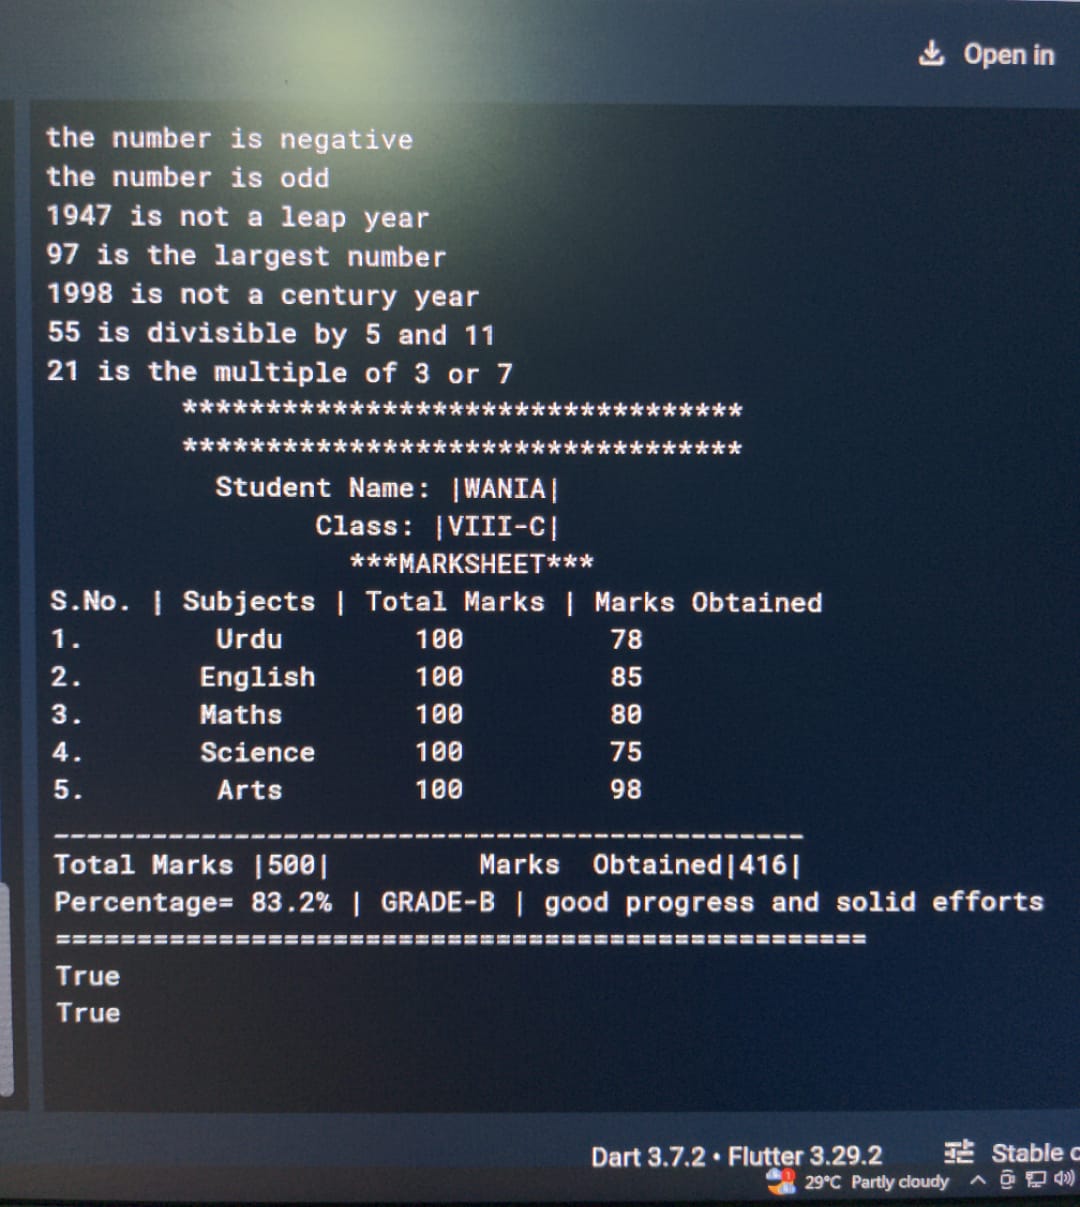 Open in
the number is negative
the number is odd
1947 is not a leap year
97 is the largest number
1998 is not a century year
55 is divisible by 5 and 11
21 is the multiple of 3 or 7
**********************************
**********************************
Student Name: |WANIA|
Class: |VIII-C|
***MARKSHEET***
S.No. | Subjects | Total Marks | Marks Obtained
1. Urdu 100 78
2. English 100 85
3. Maths 100 80
4. Science 100 75
5. Arts 100 98
----------------------------------------------
Total Marks |500| Marks Obtained|416|
Percentage= 83.2% | GRADE-B | good progress and solid efforts
==================================================
True
True
Dart 3.7.2 • Flutter 3.29.2 Stable c
1 29°C Partly cloudy